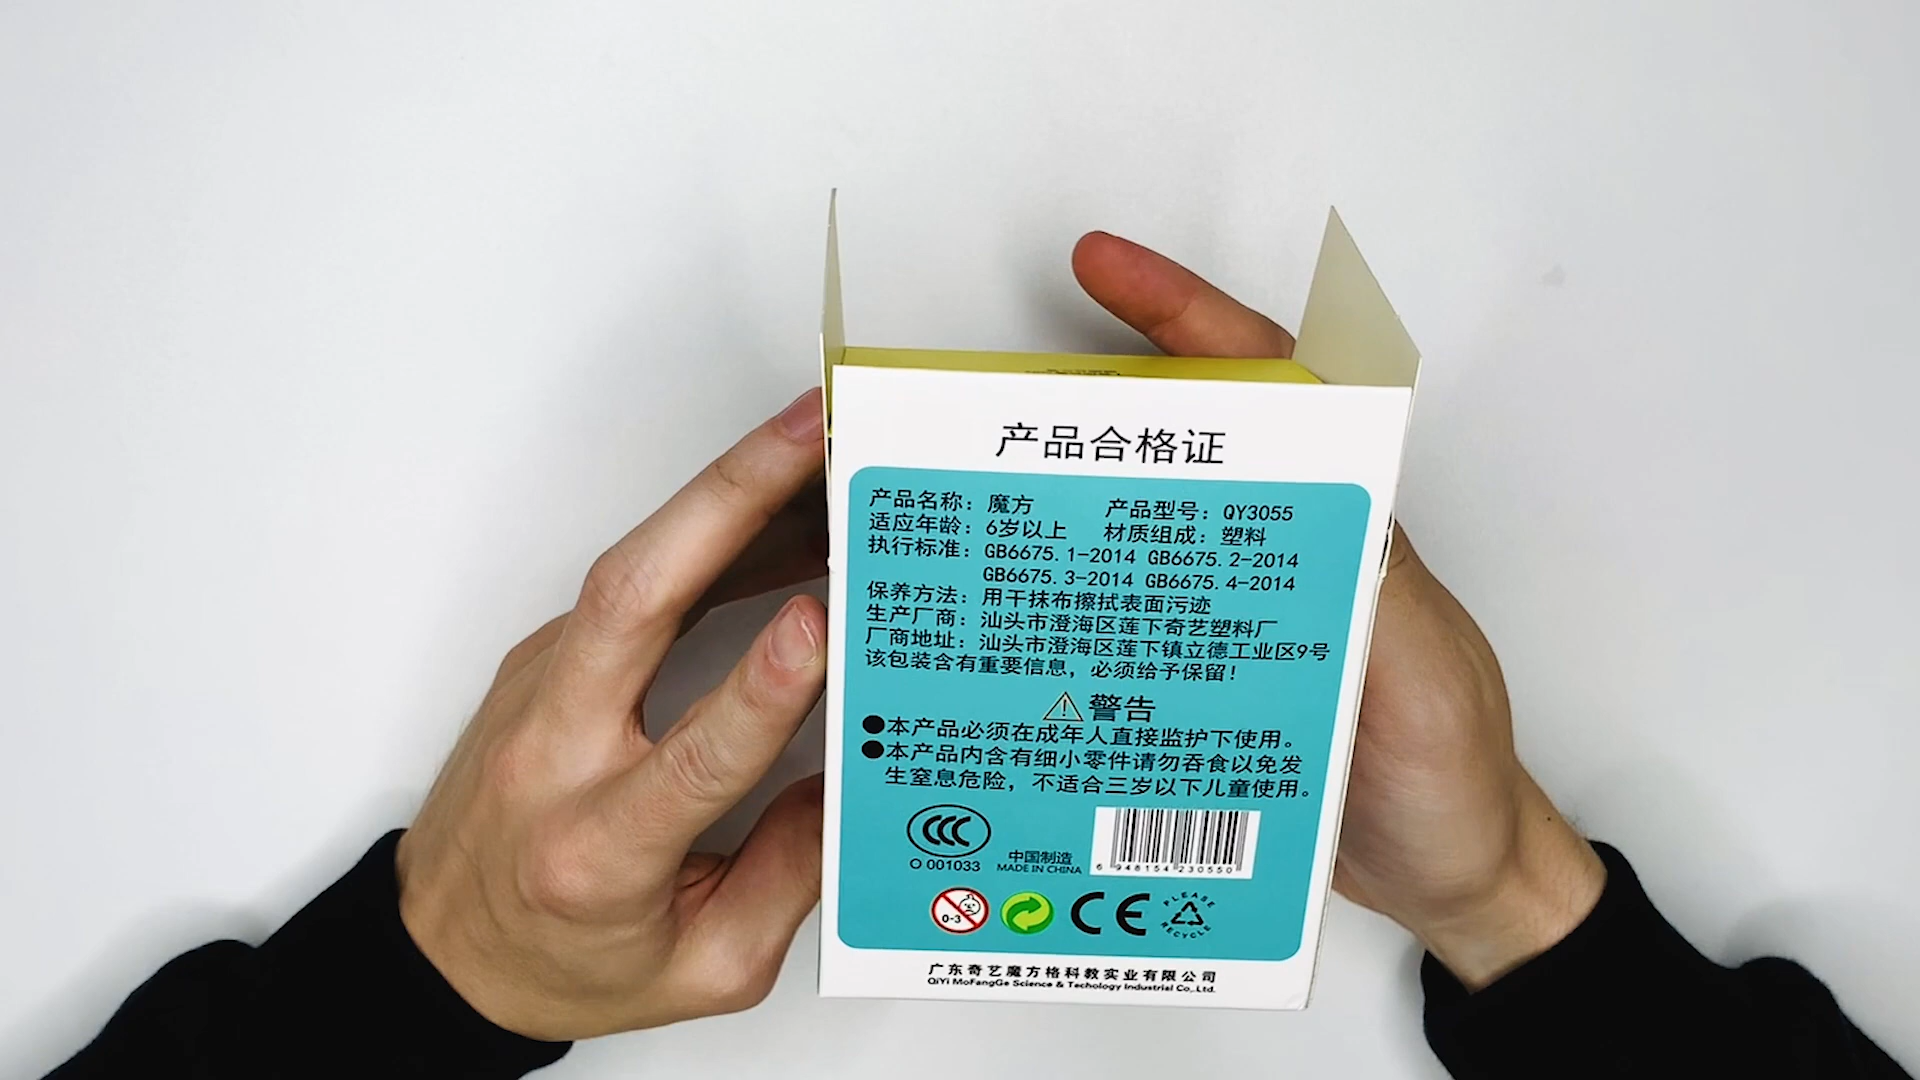 产品合格证
产品名称：魔方 产品型号：QY3055
适应年龄：6岁以上 材质组成：塑料
执行标准：GB6675.1-2014 GB6675.2-2014
GB6675.3-2014 GB6675.4-2014
保养方法：用干抹布擦拭表面污迹
生产厂商：汕头市澄海区莲下奇艺塑料厂
厂商地址：汕头市澄海区莲下镇立德工业区9号
该包装含有重要信息，必须给予保留！
警告
●本产品必须在成年人直接监护下使用。
●本产品内含有细小零件请勿吞食以免发
生窒息危险，不适合三岁以下儿童使用。
CCC
O 001033
中国制造
MADE IN CHINA
6 948154 230550
0-3
CE
PLEASE RECYCLE
广东奇艺魔方格科教实业有限公司
QiYi MoFangGe Science & Techology Industrial Co,.Ltd.